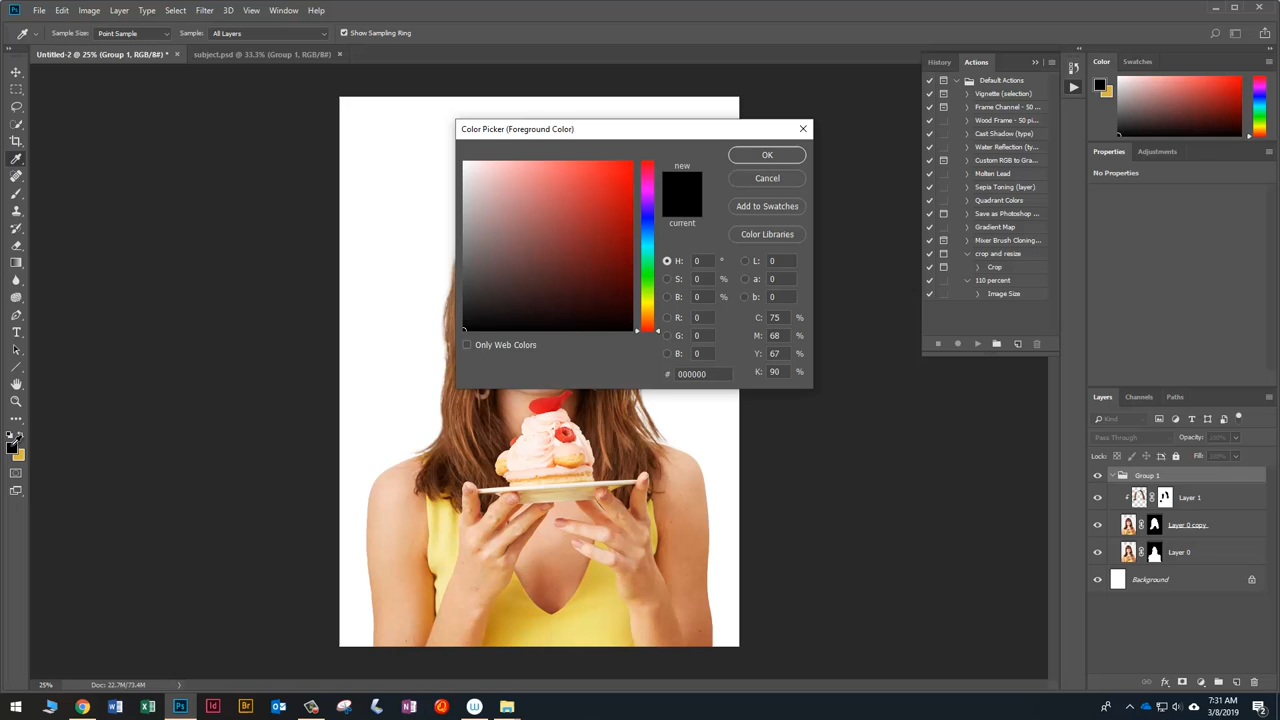 Ps File Edit Image Layer Type Select Filter 3D View Window Help
Sample Size: Point Sample Sample: All Layers Show Sampling Ring
Untitled-2 @ 25% (Group 1, RGB/8#) * × subject.psd @ 33.3% (Group 1, RGB/8#) ×
History Actions
Default Actions
Vignette (selection)
Frame Channel - 50 ...
Wood Frame - 50 pi...
Cast Shadow (type)
Water Reflection (ty...
Custom RGB to Gra...
Molten Lead
Sepia Toning (layer)
Quadrant Colors
Save as Photoshop ...
Gradient Map
Mixer Brush Cloning...
crop and resize
Crop
110 percent
Image Size
Color Swatches
Properties Adjustments
No Properties
Color Picker (Foreground Color)
new
current
OK
Cancel
Add to Swatches
Color Libraries
H: 0 ° L: 0
S: 0 % a: 0
B: 0 % b: 0
R: 0 C: 75 %
G: 0 M: 68 %
B: 0 Y: 67 %
# 000000 K: 90 %
Only Web Colors
Layers Channels Paths
Kind
Pass Through Opacity: 100%
Lock: Fill: 100%
Group 1
Layer 1
Layer 0 copy
Layer 0
Background
25% Doc: 22.7M/73.4M
7:31 AM
3/8/2019